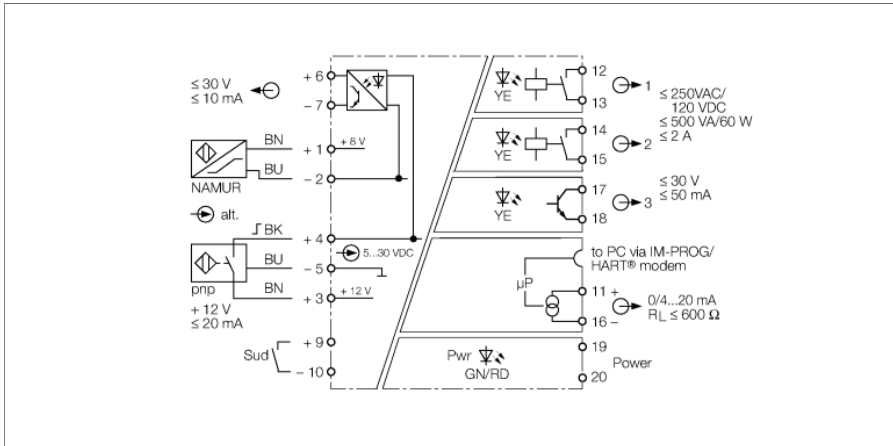 ≤ 30 V
≤ 10 mA
+ 6
- 7
BN
+ 1
+ 8 V
BU
- 2
NAMUR
alt.
BK
+ 4
5...30 VDC
BU
- 5
BN
+ 3
+ 12 V
pnp
+ 12 V
≤ 20 mA
+ 9
Sud
- 10
YE
12
13
1
≤ 250VAC/
120 VDC
≤ 500 VA/60 W
≤ 2 A
YE
14
15
2
YE
17
18
3
≤ 30 V
≤ 50 mA
to PC via IM-PROG/
HART® modem
µP
11 +
16 –
0/4...20 mA
RL ≤ 600 Ω
Pwr
GN/RD
19
20
Power